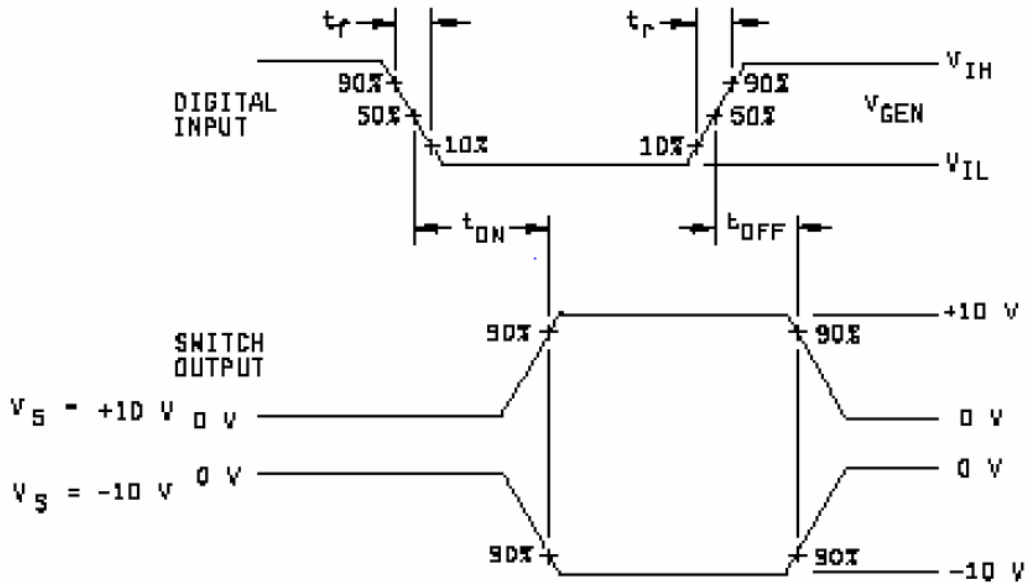 tf
tr
90%
90%
VIH
DIGITAL
INPUT
50%
50%
VGEN
10%
10%
VIL
tON
tOFF
+10 V
90%
90%
SWITCH
OUTPUT
VS = +10 V
0 V
0 V
0 V
0 V
VS = -10 V
90%
90%
-10 V